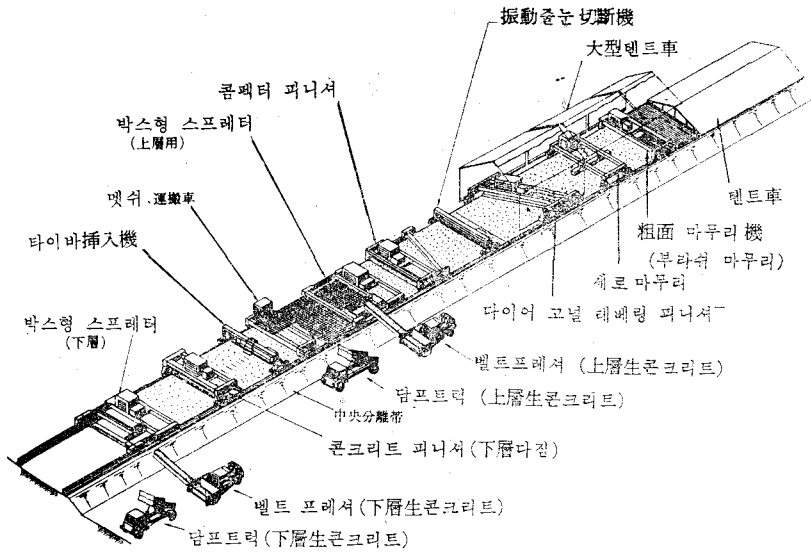 振動줄눈切斷機
大型텐트車
콤팩터 피니셔
박스형 스프레터
(上層用)
멧쉬 運搬車
타이바挿入機
박스형 스프레터
(下層)
텐트車
粗面 마무리機
(부라쉬 마무리)
세로마무리
다이어 고널 레베링 피니셔
벨트프레셔 (上層生콘크리트)
담프트럭 (上層生콘크리트)
中央分離帯
콘크리트 피니셔(下層다짐)
벨트 프레셔(下層生콘크리트)
담프트럭(下層生콘크리트)